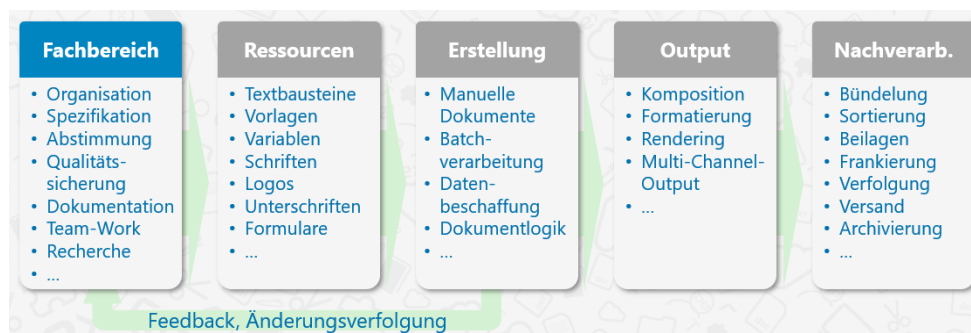 Fachbereich
• Organisation
• Spezifikation
• Abstimmung
• Qualitäts-
sicherung
• Dokumentation
• Team-Work
• Recherche
• ...
Ressourcen
• Textbausteine
• Vorlagen
• Variablen
• Schriften
• Logos
• Unterschriften
• Formulare
• ...
Erstellung
• Manuelle
Dokumente
• Batch-
verarbeitung
• Daten-
beschaffung
• Dokumentlogik
• ...
Output
• Komposition
• Formatierung
• Rendering
• Multi-Channel-
Output
• ...
Nachverarb.
• Bündelung
• Sortierung
• Beilagen
• Frankierung
• Verfolgung
• Versand
• Archivierung
• ...
Feedback, Änderungsverfolgung